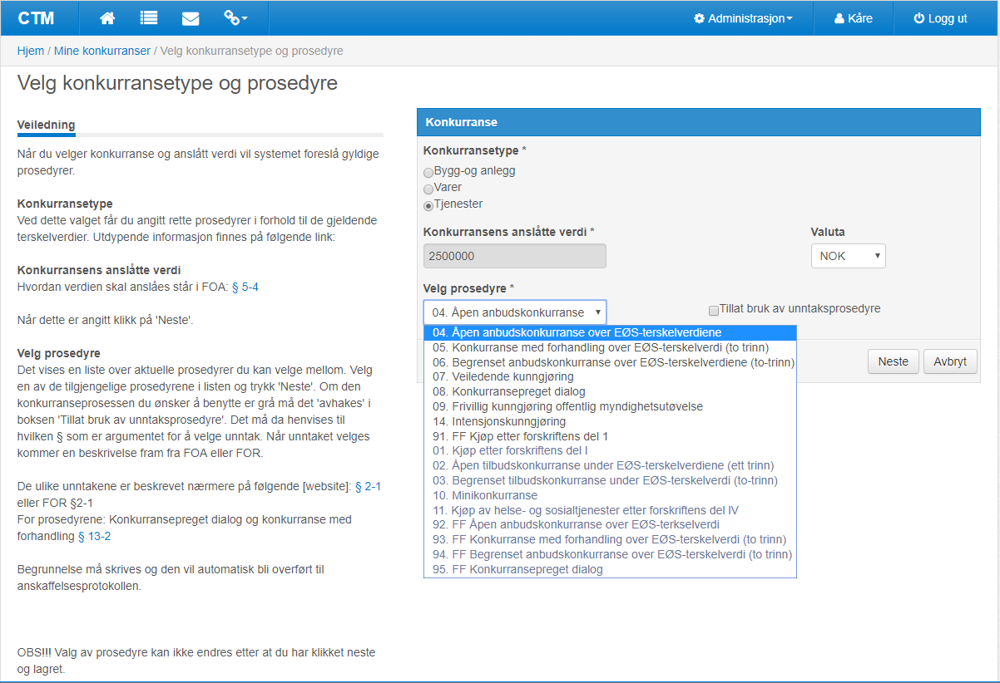 CTM
Administrasjon
Kåre
Logg ut
Hjem / Mine konkurranser / Velg konkurransetype og prosedyre
Velg konkurransetype og prosedyre
Veiledning
Når du velger konkurranse og anslått verdi vil systemet foreslå gyldige
prosedyrer.
Konkurransetype
Ved dette valget får du angitt rette prosedyrer i forhold til de gjeldende
terskelverdier. Utdypende informasjon finnes på følgende link:
Konkurransens anslåtte verdi
Hvordan verdien skal anslåes står i FOA: § 5-4
Når dette er angitt klikk på 'Neste'.
Velg prosedyre
Det vises en liste over aktuelle prosedyrer du kan velge mellom. Velg
en av de tilgjengelige prosedyrene i listen og trykk 'Neste'. Om den
konkurranseprosessen du ønsker å benytte er grå må det 'avhakes' i
boksen 'Tillat bruk av unntaksprosedyre'. Det må da henvises til
hvilken § som er argumentet for å velge unntak. Når unntaket velges
kommer en beskrivelse fram fra FOA eller FOR.
De ulike unntakene er beskrevet nærmere på følgende [website]: § 2-1
eller FOR §2-1
For prosedyrene: Konkurransepreget dialog og konkurranse med
forhandling § 13-2
Begrunnelse må skrives og den vil automatisk bli overført til
anskaffelsesprotokollen.
OBS!!! Valg av prosedyre kan ikke endres etter at du har klikket neste
og lagret.
Konkurranse
Konkurransetype *
Bygg-og anlegg
Varer
Tjenester
Konkurransens anslåtte verdi *
Valuta
2500000
NOK
Velg prosedyre *
04. Åpen anbudskonkurranse
Tillat bruk av unntaksprosedyre
04. Åpen anbudskonkurranse over EØS-terskelverdiene
05. Konkurranse med forhandling over EØS-terskelverdi (to trinn)
06. Begrenset anbudskonkurranse over EØS-terskelverdiene (to-trinn)
07. Veiledende kunngjøring
08. Konkurransepreget dialog
09. Frivillig kunngjøring offentlig myndighetsutøvelse
14. Intensjonskunngjøring
91. FF Kjøp etter forskriftens del 1
01. Kjøp etter forskriftens del I
02. Åpen tilbudskonkurranse under EØS-terskelverdiene (ett trinn)
03. Begrenset tilbudskonkurranse under EØS-terskelverdi (to-trinn)
10. Minikonkurranse
11. Kjøp av helse- og sosialtjenester etter forskriftens del IV
92. FF Åpen anbudskonkurranse over EØS-terkselverdi
93. FF Konkurranse med forhandling over EØS-terskelverdi (to trinn)
94. FF Begrenset anbudskonkurranse over EØS-terskelverdi (to trinn)
95. FF Konkurransepreget dialog
Neste
Avbryt